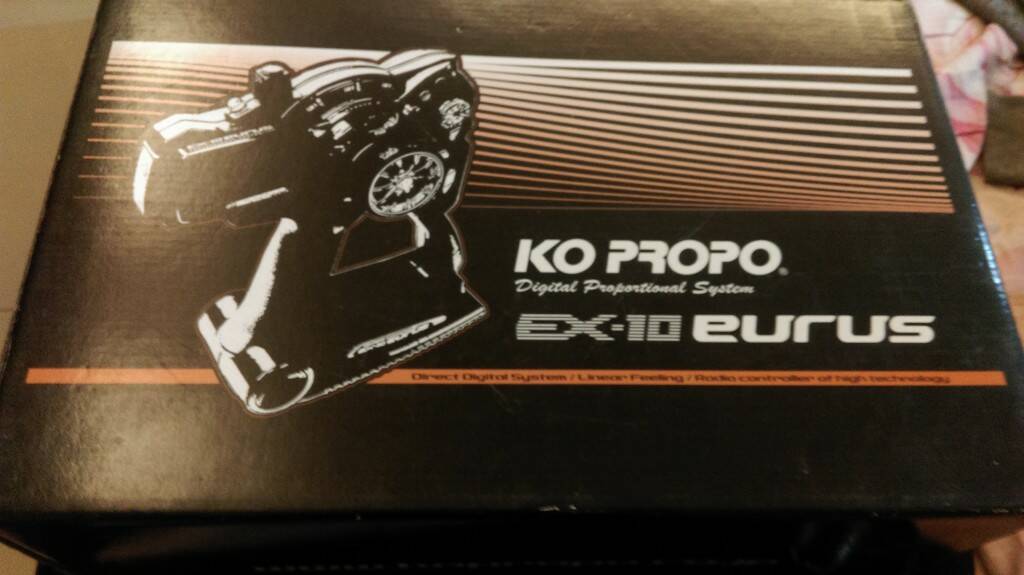 KO PROPO®
Digital Proportional System
EX-10 eurus
Direct Digital System / Linear Feeling / Radio controller of high technology